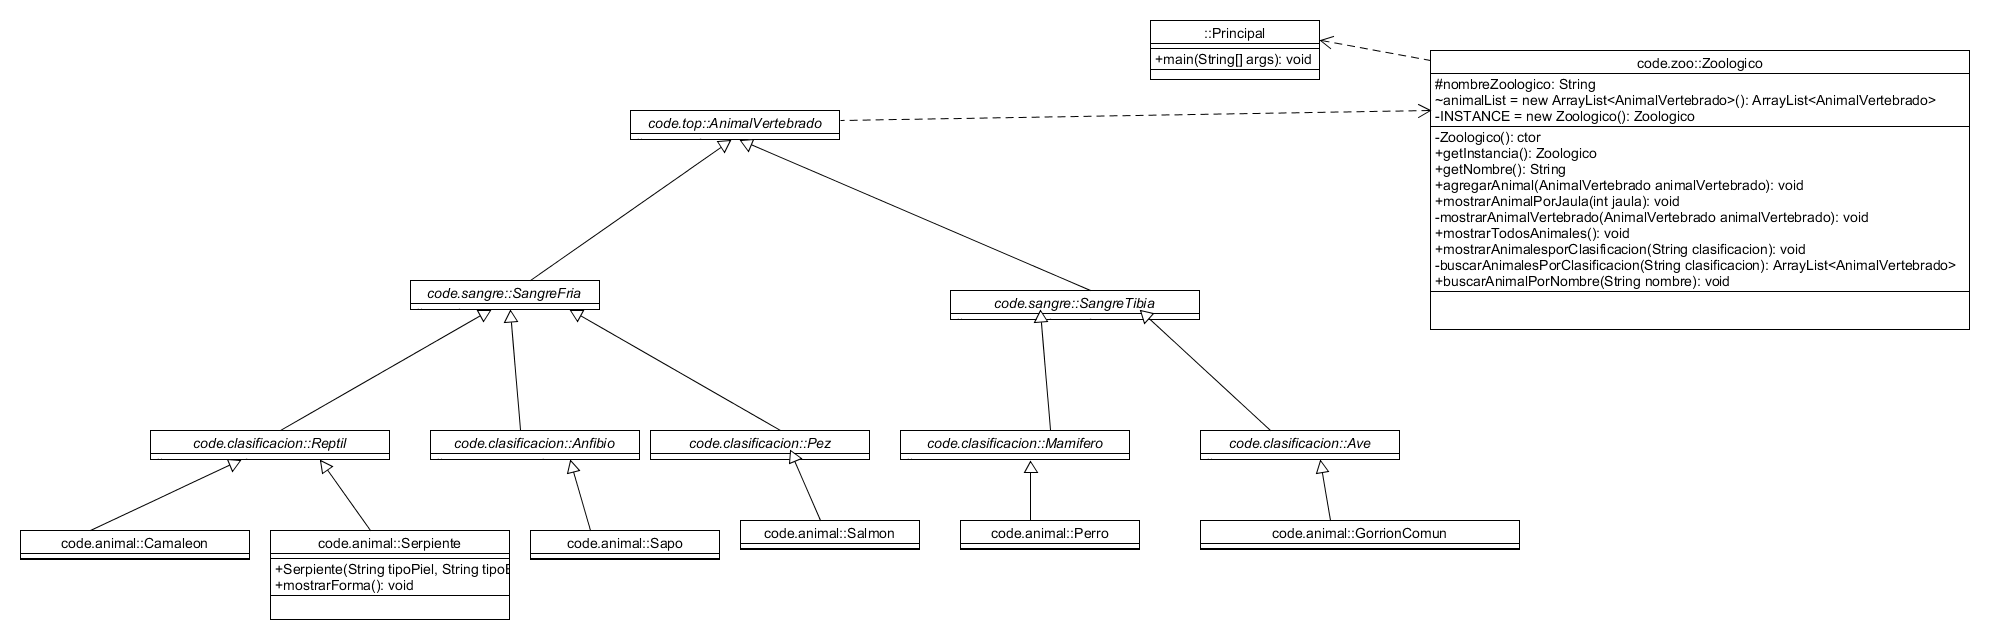 ::Principal
+main(String[] args): void
code.zoo::Zoologico
#nombreZoologico: String
~animalList = new ArrayList<AnimalVertebrado>(): ArrayList<AnimalVertebrado>
-INSTANCE = new Zoologico(): Zoologico
-Zoologico(): ctor
+getInstancia(): Zoologico
+getNombre(): String
+agregarAnimal(AnimalVertebrado animalVertebrado): void
+mostrarAnimalPorJaula(int jaula): void
-mostrarAnimalVertebrado(AnimalVertebrado animalVertebrado): void
+mostrarTodosAnimales(): void
+mostrarAnimalesporClasificacion(String clasificacion): void
-buscarAnimalesPorClasificacion(String clasificacion): ArrayList<AnimalVertebrado>
+buscarAnimalPorNombre(String nombre): void
code.top::AnimalVertebrado
code.sangre::SangreFria
code.sangre::SangreTibia
code.clasificacion::Reptil
code.clasificacion::Anfibio
code.clasificacion::Pez
code.clasificacion::Mamifero
code.clasificacion::Ave
code.animal::Camaleon
code.animal::Serpiente
+Serpiente(String tipoPiel, String tipo
+mostrarForma(): void
code.animal::Sapo
code.animal::Salmon
code.animal::Perro
code.animal::GorrionComun